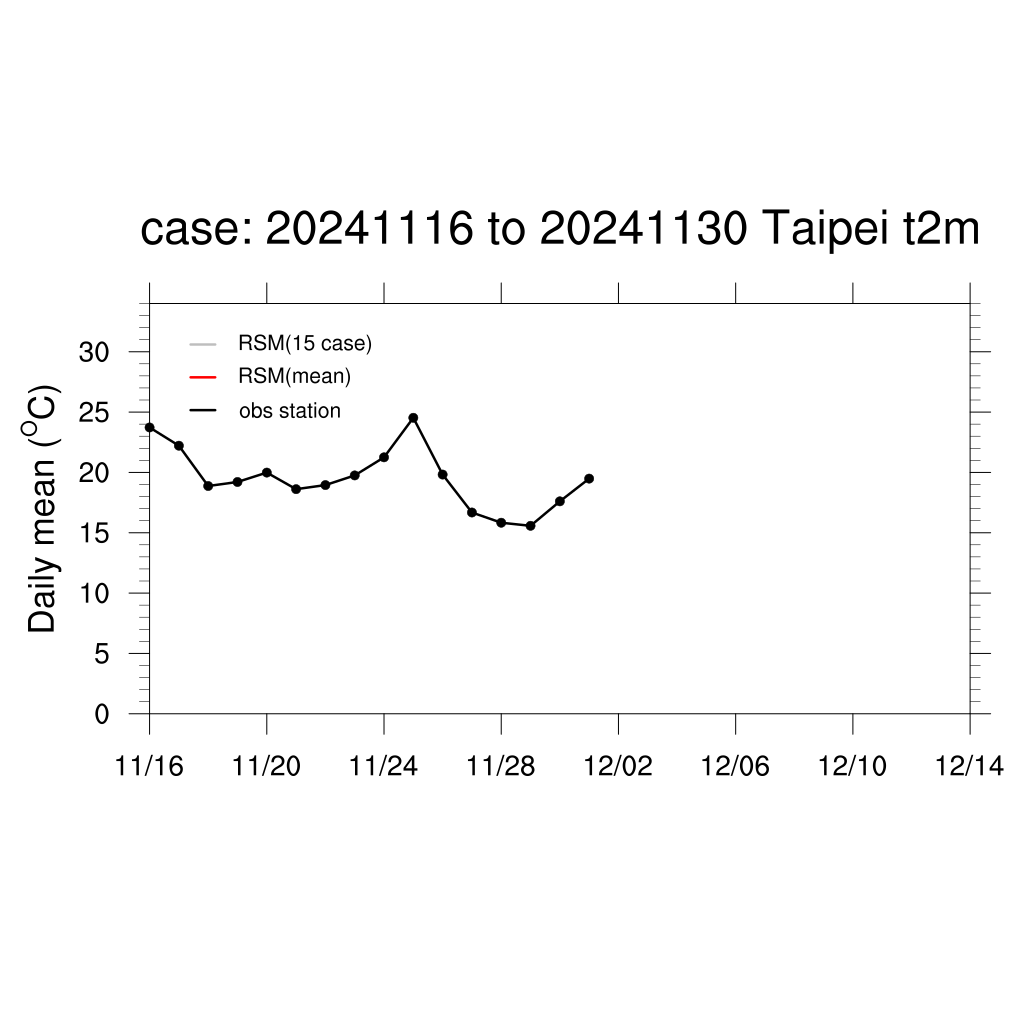 case: 20241116 to 20241130 Taipei t2m
RSM(15 case)
RSM(mean)
obs station
Daily mean (°C)
30
25
20
15
10
5
0
11/16 11/20 11/24 11/28 12/02 12/06 12/10 12/14